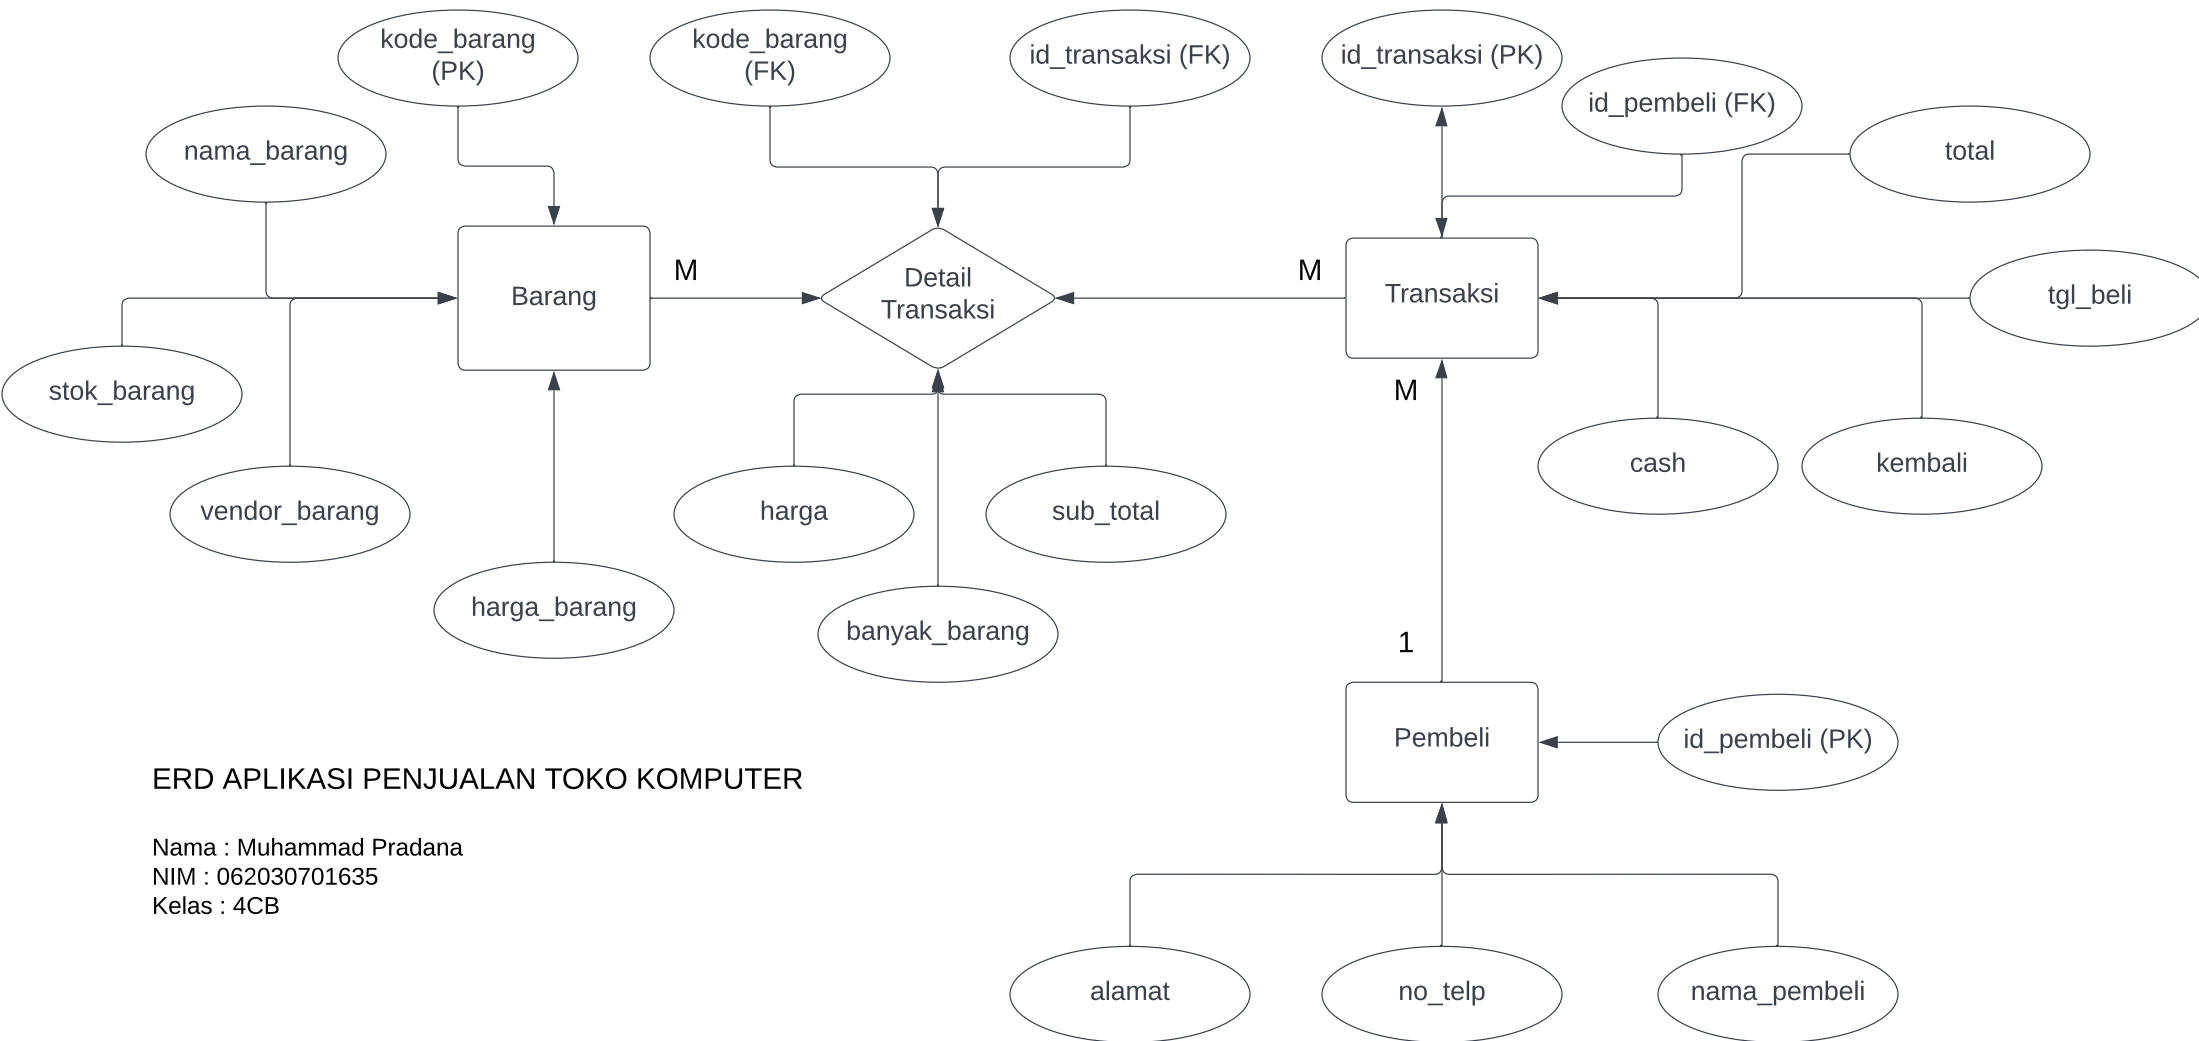 kode_barang
(PK)
kode_barang
(FK)
id_transaksi (FK)
id_transaksi (PK)
id_pembeli (FK)
nama_barang
total
Barang
M
Detail
Transaksi
M
Transaksi
tgl_beli
stok_barang
M
vendor_barang
harga
sub_total
cash
kembali
harga_barang
banyak_barang
1
Pembeli
id_pembeli (PK)
ERD APLIKASI PENJUALAN TOKO KOMPUTER
Nama : Muhammad Pradana
NIM : 062030701635
Kelas : 4CB
alamat
no_telp
nama_pembeli